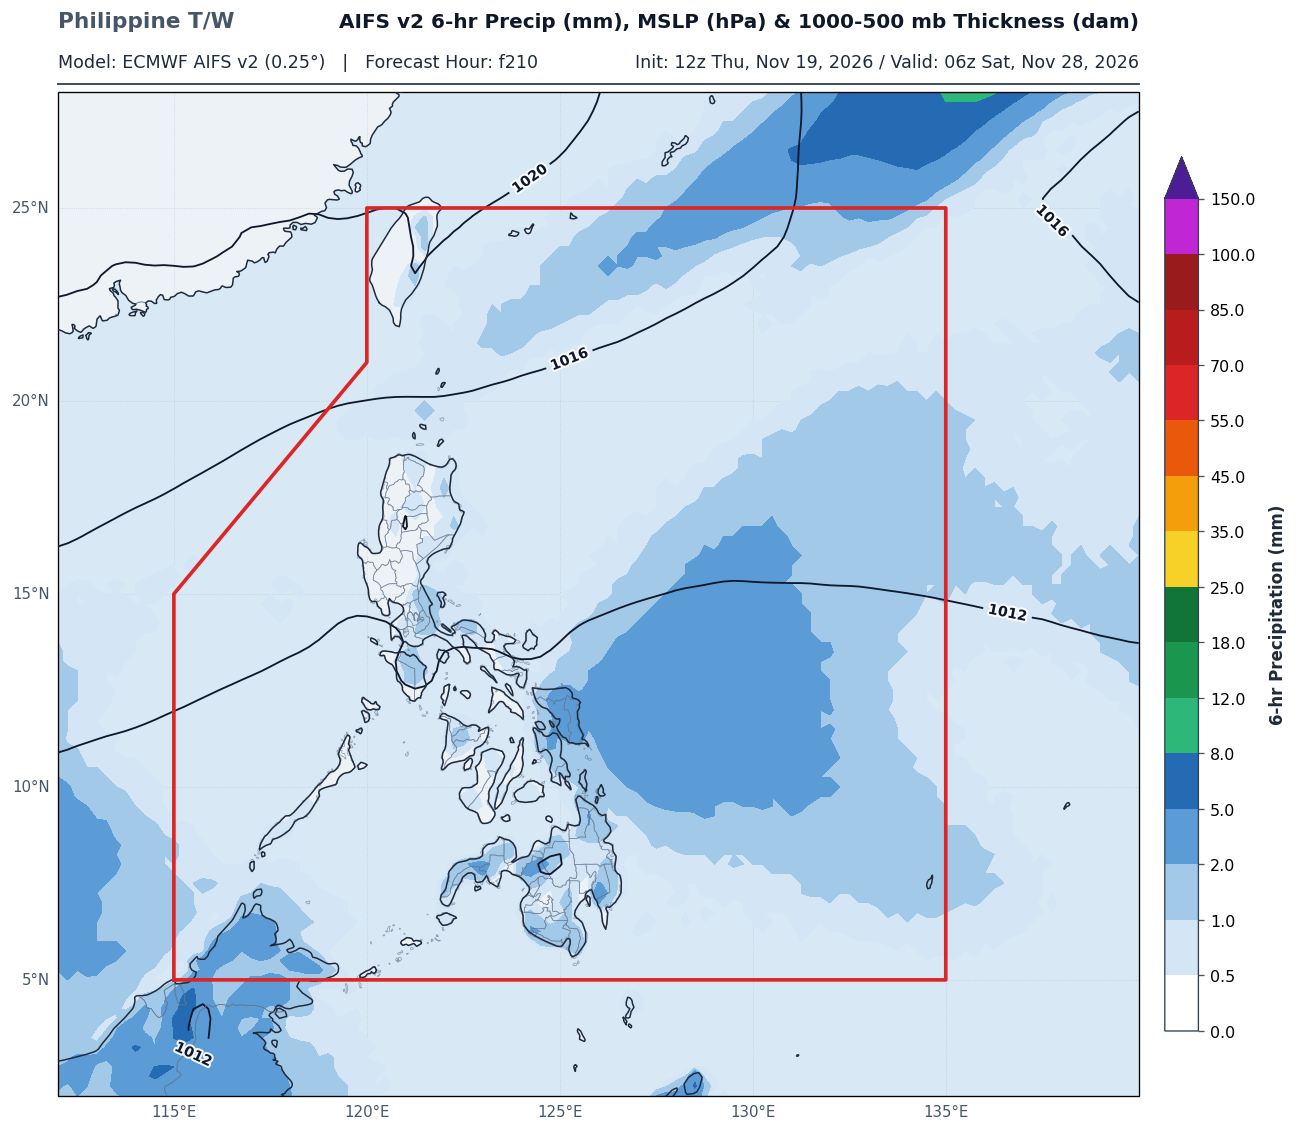 Philippine T/W
AIFS v2 6-hr Precip (mm), MSLP (hPa) & 1000-500 mb Thickness (dam)
Model: ECMWF AIFS v2 (0.25°) | Forecast Hour: f210
Init: 12z Thu, Nov 19, 2026 / Valid: 06z Sat, Nov 28, 2026
1020
1016
1016
1012
1012
25°N
20°N
15°N
10°N
5°N
115°E
120°E
125°E
130°E
135°E
150.0
100.0
85.0
70.0
55.0
45.0
35.0
25.0
18.0
12.0
8.0
5.0
2.0
1.0
0.5
0.0
6-hr Precipitation (mm)